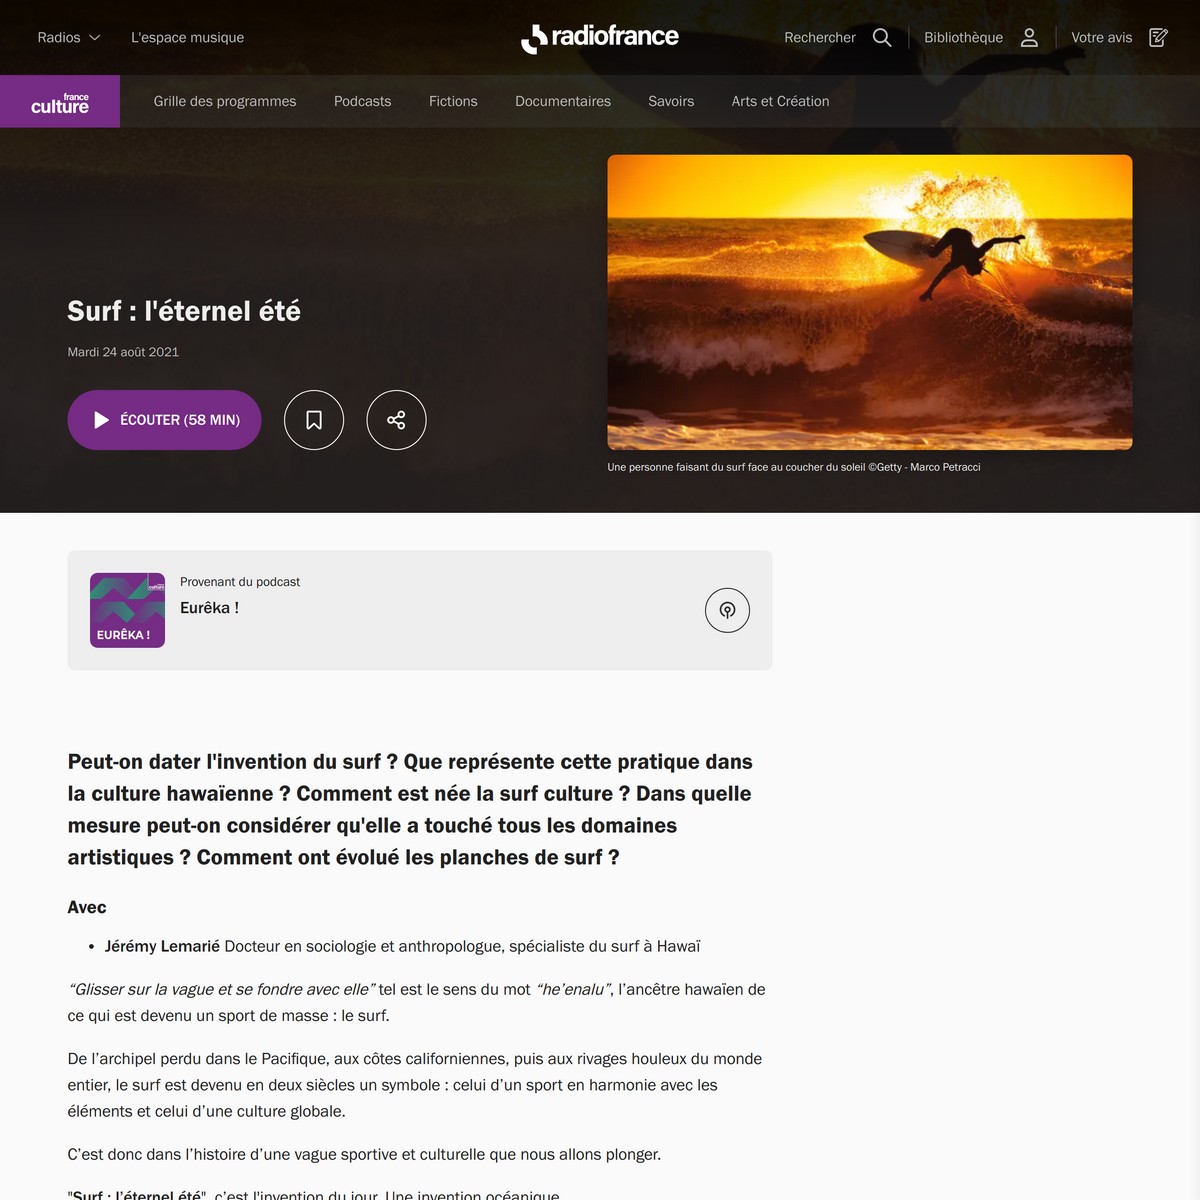 Radios
L'espace musique
radiofrance
Rechercher
Bibliothèque
Votre avis
france
culture
Grille des programmes
Podcasts
Fictions
Documentaires
Savoirs
Arts et Création
Surf : l'éternel été
Mardi 24 août 2021
ÉCOUTER (58 MIN)
Une personne faisant du surf face au coucher du soleil ©Getty - Marco Petracci
EURÊKA !
Provenant du podcast
Eurêka !
Peut-on dater l'invention du surf ? Que représente cette pratique dans
la culture hawaïenne ? Comment est née la surf culture ? Dans quelle
mesure peut-on considérer qu'elle a touché tous les domaines
artistiques ? Comment ont évolué les planches de surf ?
Avec
• Jérémy Lemarié Docteur en sociologie et anthropologue, spécialiste du surf à Hawaï
“Glisser sur la vague et se fondre avec elle” tel est le sens du mot “he’enalu”, l’ancêtre hawaïen de
ce qui est devenu un sport de masse : le surf.
De l’archipel perdu dans le Pacifique, aux côtes californiennes, puis aux rivages houleux du monde
entier, le surf est devenu en deux siècles un symbole : celui d’un sport en harmonie avec les
éléments et celui d’une culture globale.
C’est donc dans l’histoire d’une vague sportive et culturelle que nous allons plonger.
"Surf : l’éternel été", c’est l'invention du jour. Une invention océanique.